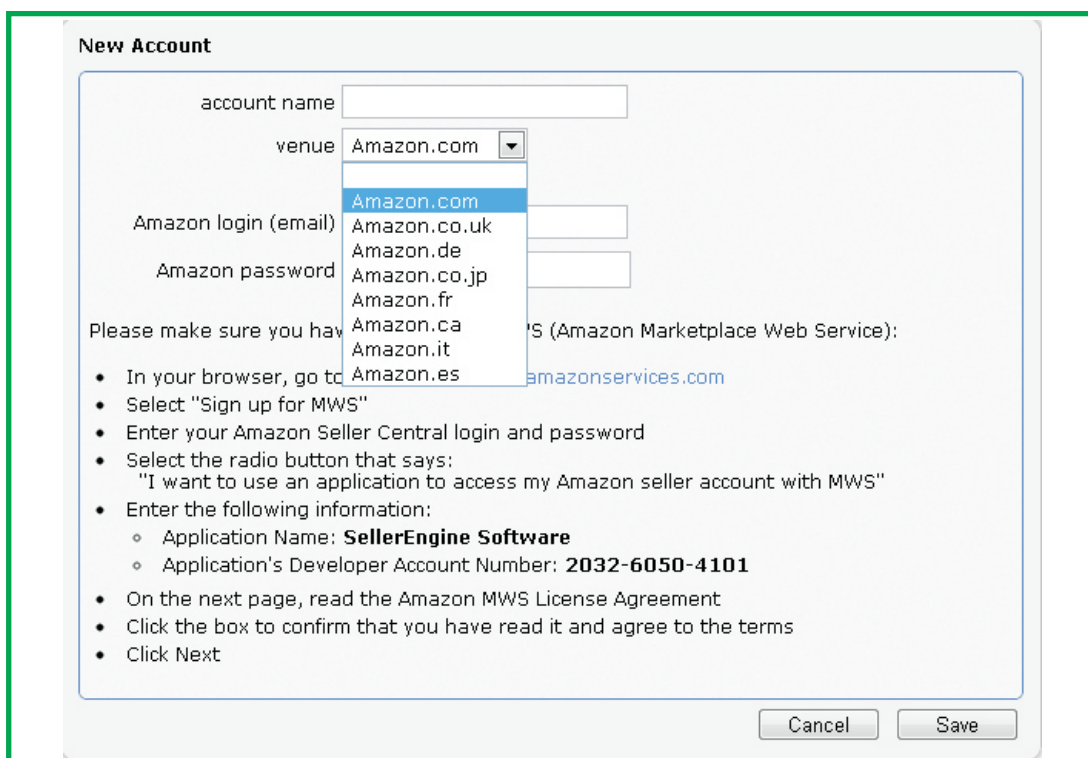 New Account
account name
venue Amazon.com
Amazon.com
Amazon login (email) Amazon.co.uk
Amazon.de
Amazon password Amazon.co.jp
Amazon.fr
Please make sure you Amazon.ca (Amazon Marketplace Web Service):
Amazon.it
• In your browser, go Amazon.es amazonservices.com
• Select "Sign up for MWS"
• Enter your Amazon Seller Central login and password
• Select the radio button that says:
"I want to use an application to access my Amazon seller account with MWS"
• Enter the following information:
◦ Application Name: SellerEngine Software
◦ Application's Developer Account Number: 2032-6050-4101
• On the next page, read the Amazon MWS License Agreement
• Click the box to confirm that you have read it and agree to the terms
• Click Next
Cancel Save